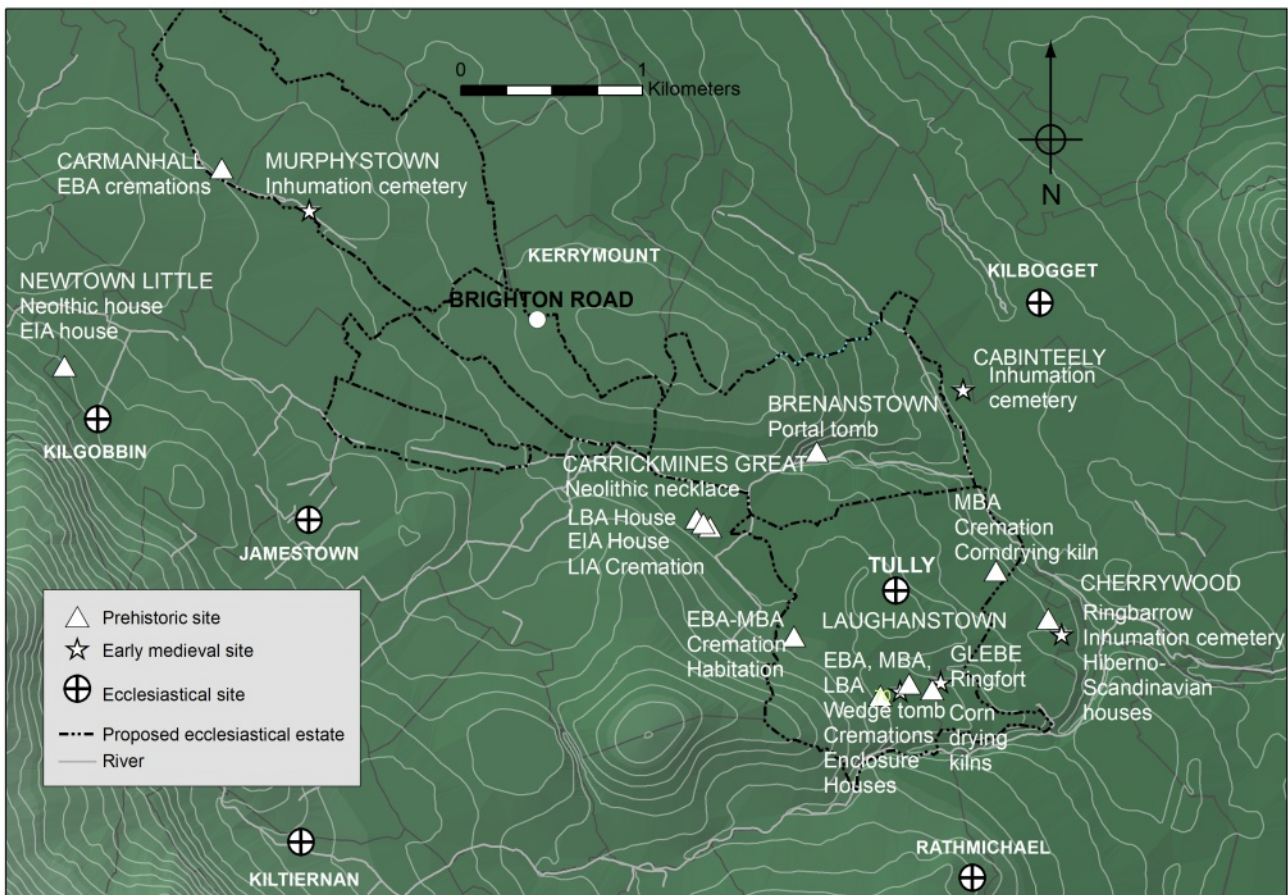 0
1
Kilometers
N
CARMANHALL
EBA cremations
MURPHYSTOWN
Inhumation cemetery
KERRYMOUNT
BRIGHTON ROAD
KILBOGGET
NEWTOWN LITTLE
Neolthic house
EIA house
KILGOBBIN
CABINTEELY
Inhumation
cemetery
BRENANSTOWN
Portal tomb
CARRICKMINES GREAT
Neolithic necklace
LBA House
EIA House
LIA Cremation
JAMESTOWN
MBA
Cremation
Corndrying kiln
TULLY
CHERRYWOOD
Ringbarrow
Inhumation cemetery
Hiberno-
Scandinavian
houses
EBA-MBA
Cremation
Habitation
LAUGHANSTOWN
EBA, MBA,
LBA
Wedge tomb
Cremations
Enclosure
Houses
GLEBE
Ringfort
Corn
drying
kilns
Prehistoric site
Early medieval site
Ecclesiastical site
Proposed ecclesiastical estate
River
KILTIERNAN
RATHMICHAEL